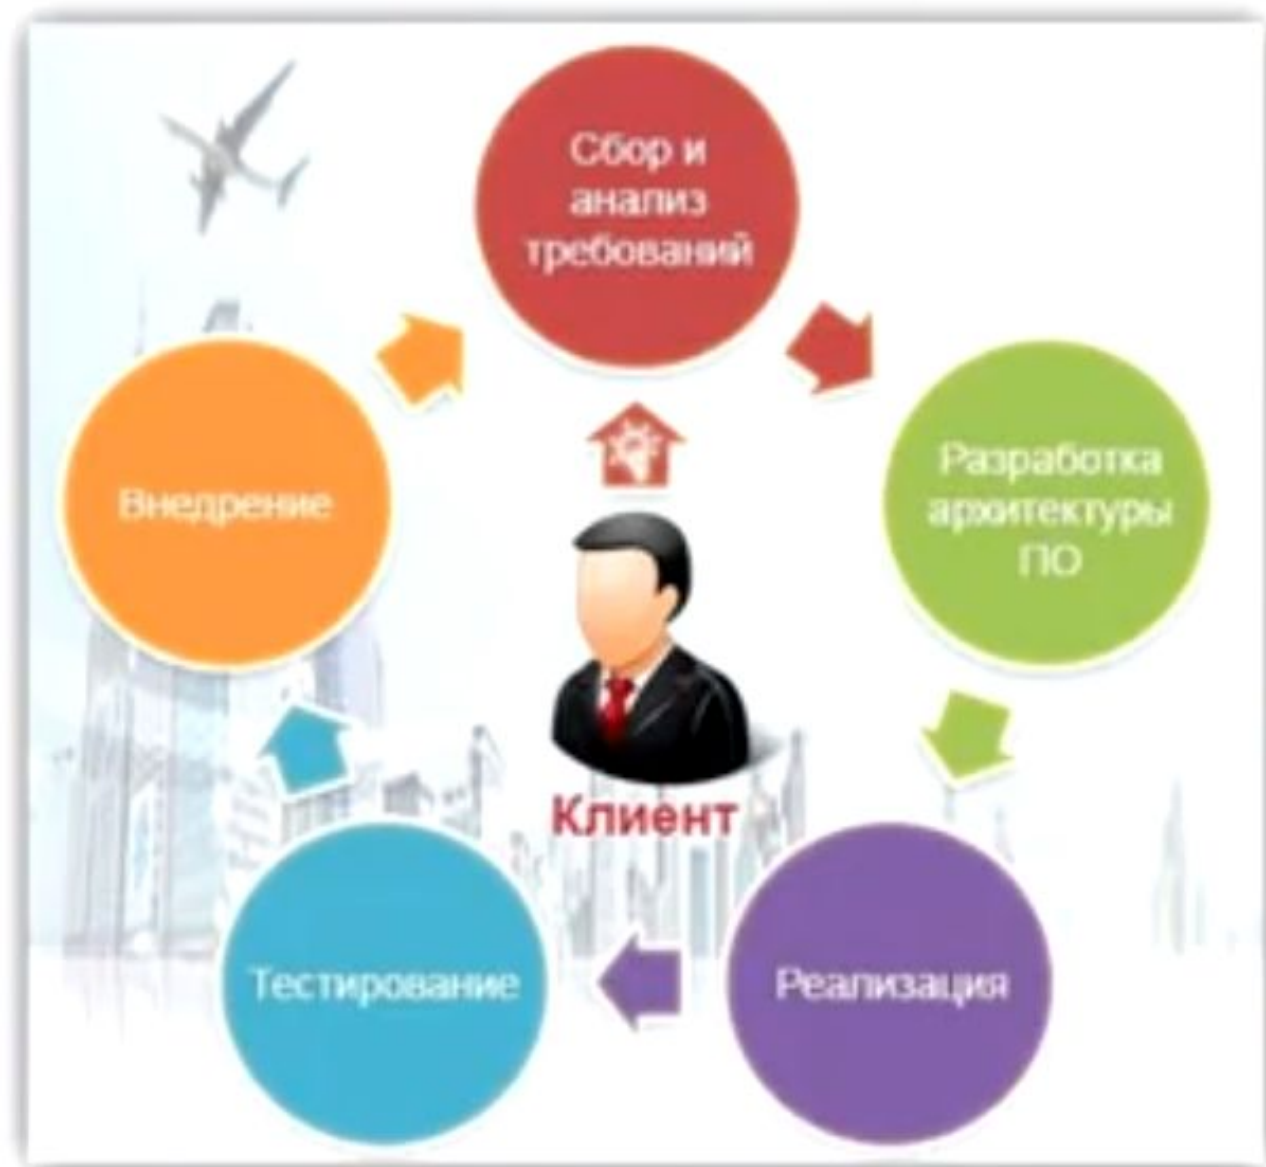 Сбор и
анализ
требований
Разработка
архитектуры
ПО
Реализация
Тестирование
Внедрение
Клиент